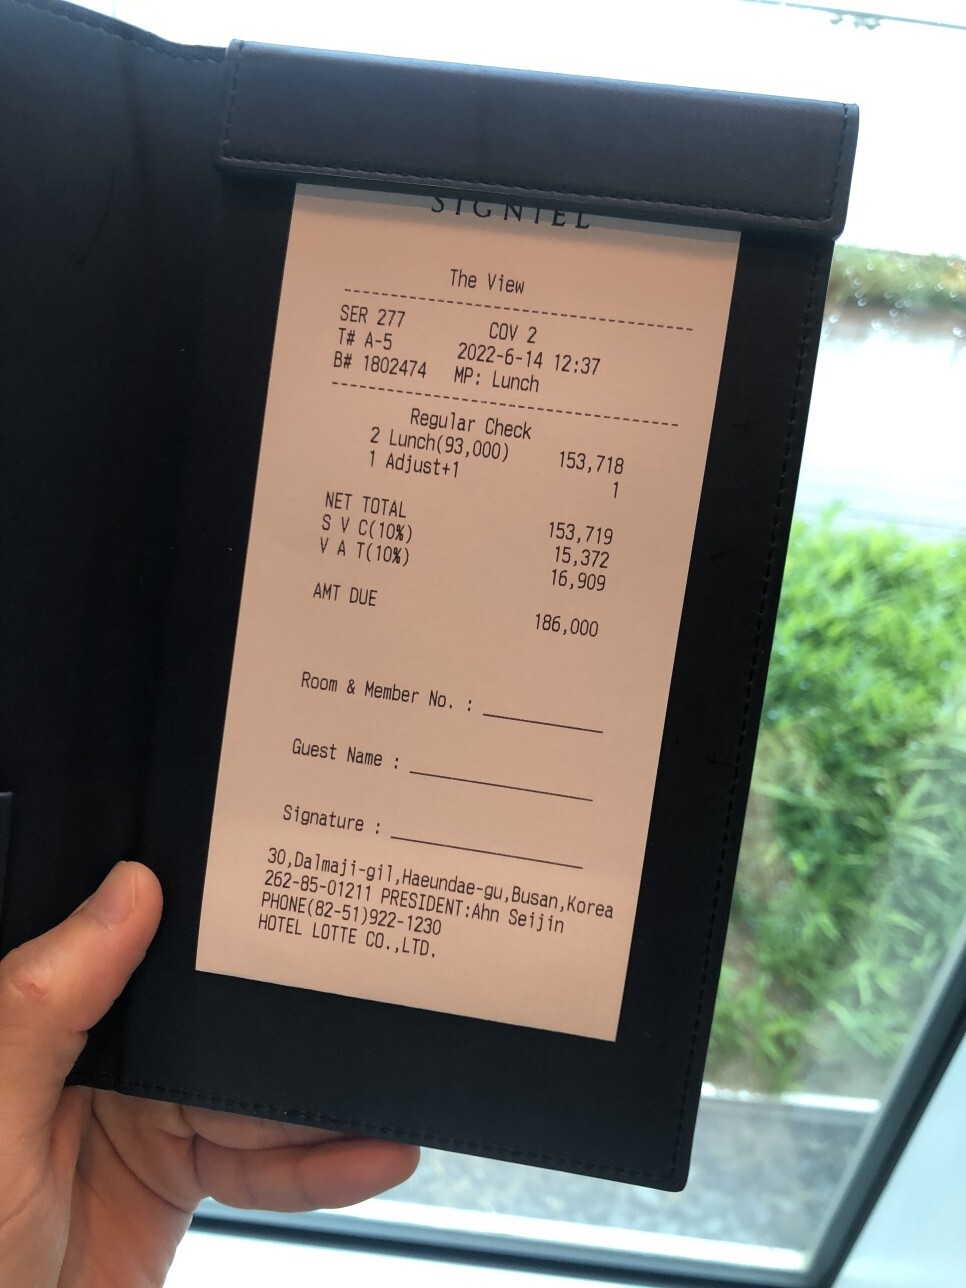 SIGNIEL
The View
SER 277 COV 2
T# A-5 2022-6-14 12:37
B# 1802474 MP: Lunch
Regular Check
2 Lunch(93,000) 153,718
1 Adjust+1 1
NET TOTAL 153,719
S V C(10%) 15,372
V A T(10%) 16,909
AMT DUE 186,000
Room & Member No. :
Guest Name :
Signature :
30,Dalmaji-gil,Haeundae-gu,Busan,Korea
262-85-01211 PRESIDENT:Ahn Seijin
PHONE(82-51)922-1230
HOTEL LOTTE CO.,LTD.